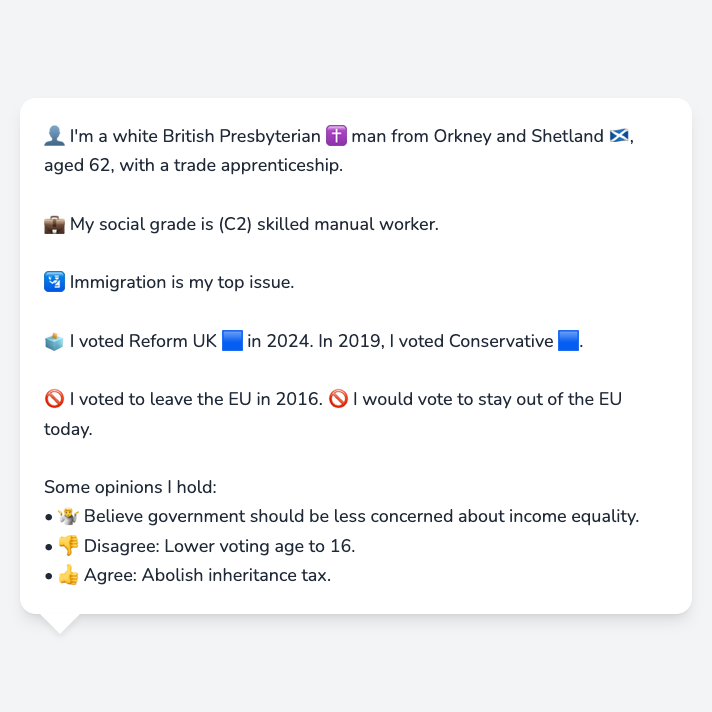 👤 I'm a white British Presbyterian ✝️ man from Orkney and Shetland 🏴󠁧󠁢󠁳󠁣󠁴󠁿,
aged 62, with a trade apprenticeship.
💼 My social grade is (C2) skilled manual worker.
🛂 Immigration is my top issue.
🗳️ I voted Reform UK 🟦 in 2024. In 2019, I voted Conservative 🟦.
🚫 I voted to leave the EU in 2016. 🚫 I would vote to stay out of the EU
today.
Some opinions I hold:
• 🤷 Believe government should be less concerned about income equality.
• 👎 Disagree: Lower voting age to 16.
• 👍 Agree: Abolish inheritance tax.